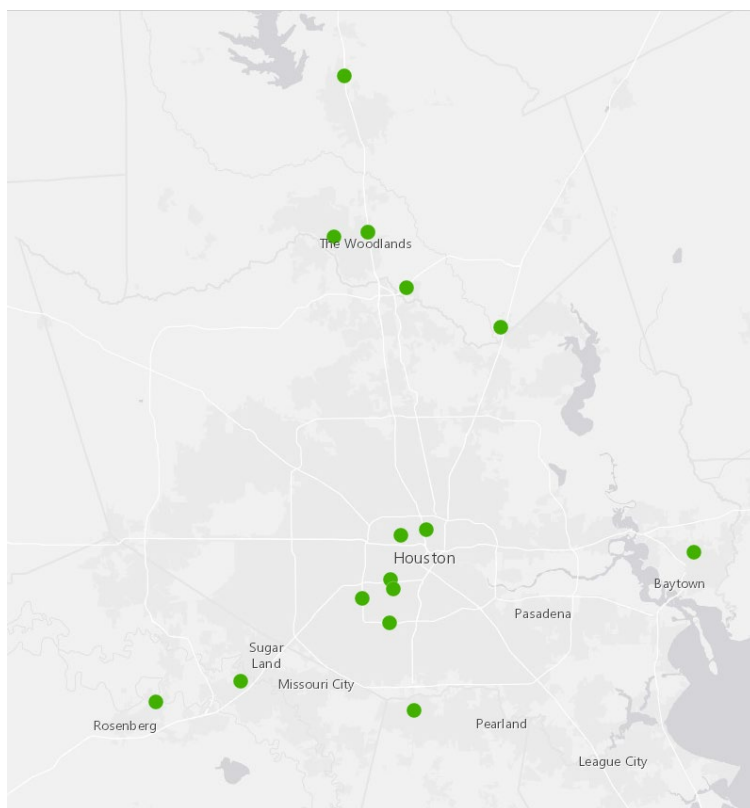 The Woodlands
Houston
Baytown
Pasadena
Sugar
Land
Missouri City
Rosenberg
Pearland
League City